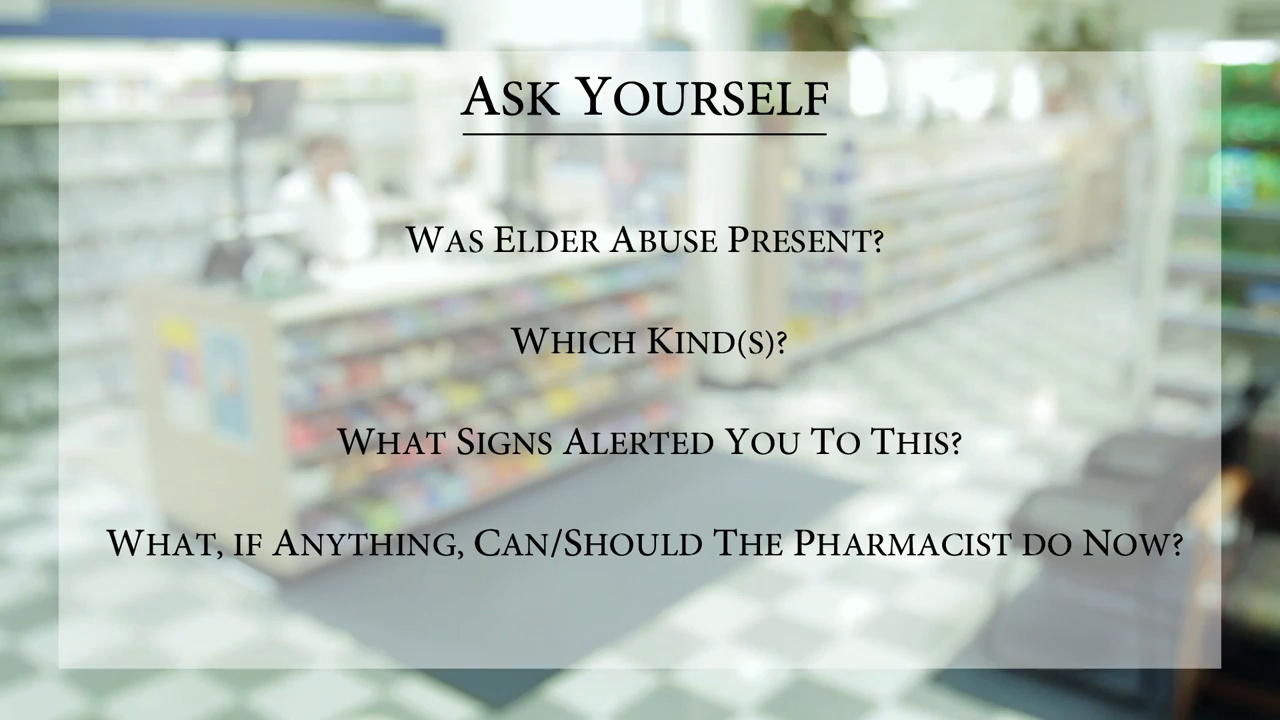 Ask Yourself
Was Elder Abuse Present?
Which Kind(s)?
What Signs Alerted You To This?
What, if Anything, Can/Should The Pharmacist do Now?